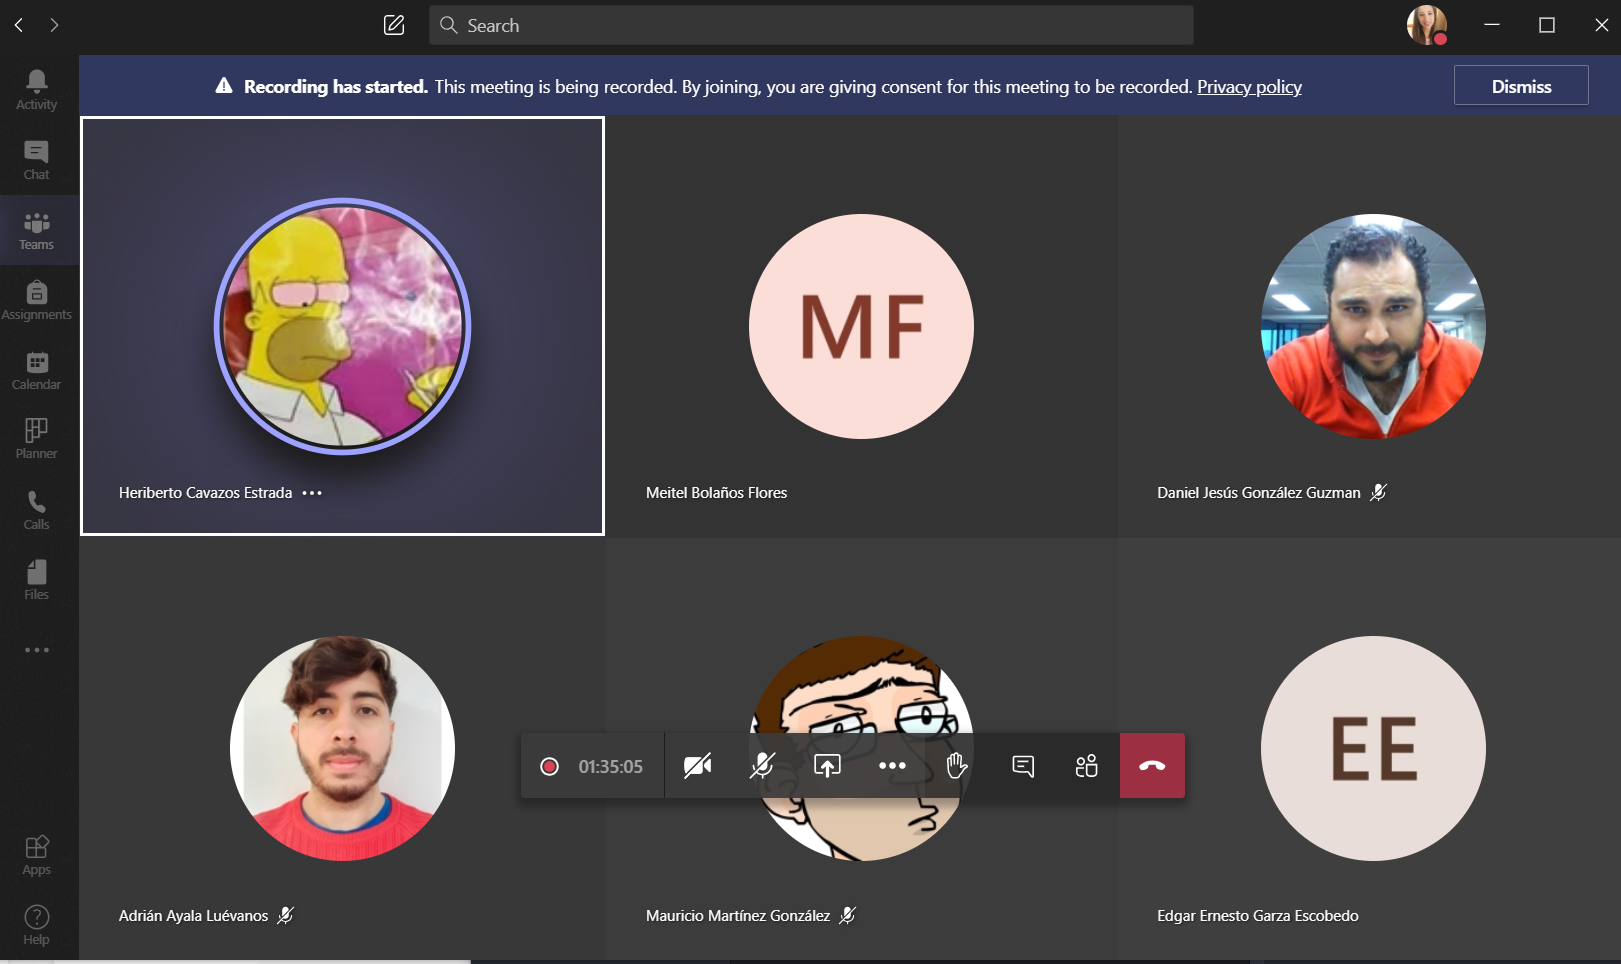 Search
Recording has started. This meeting is being recorded. By joining, you are giving consent for this meeting to be recorded. Privacy policy
Dismiss
Activity
Chat
Teams
Assignments
Calendar
Planner
Calls
Files
Apps
Help
MF
Heriberto Cavazos Estrada
Meitel Bolaños Flores
Daniel Jesús González Guzman
EE
01:35:05
Adrián Ayala Luévanos
Mauricio Martínez González
Edgar Ernesto Garza Escobedo